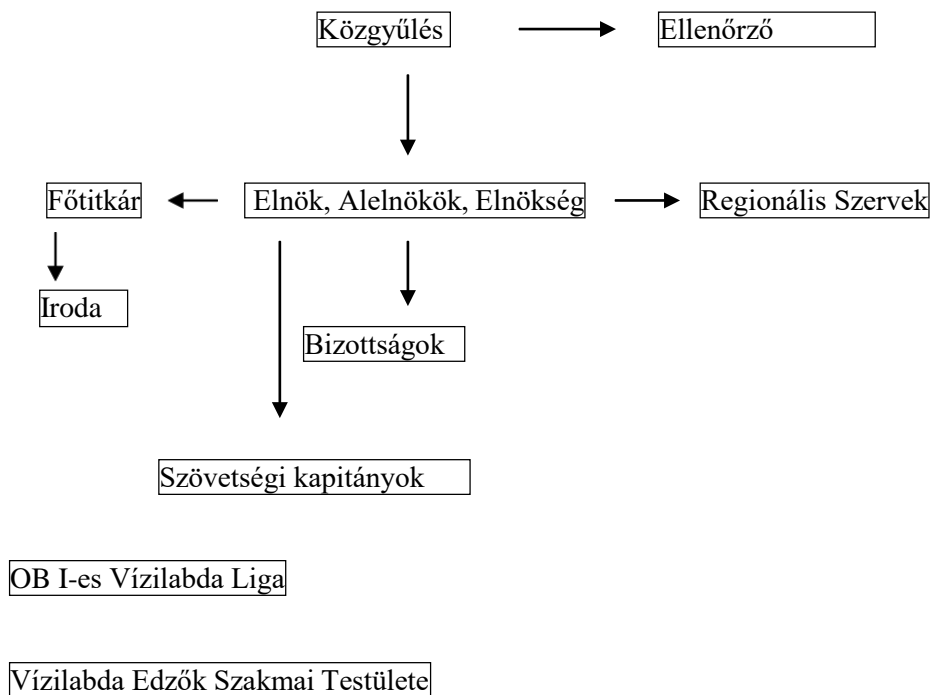 Közgyűlés
Ellenőrző
Főtitkár
Elnök, Alelnökök, Elnökség
Regionális Szervek
Iroda
Bizottságok
Szövetségi kapitányok
OB I-es Vízilabda Liga
Vízilabda Edzők Szakmai Testülete